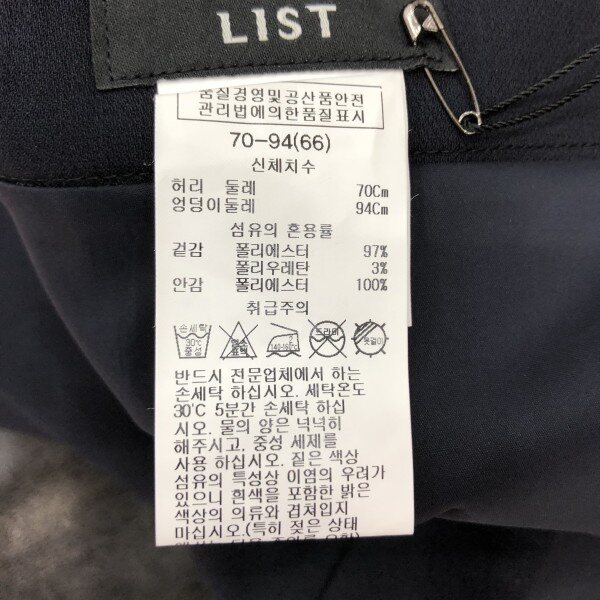 LIST
품질경영및공산품안전
관리법에의한품질표시
70-94(66)
신체치수
허리 둘레 70Cm
엉덩이둘레 94Cm
섬유의 혼용률
겉감 폴리에스터 97%
폴리우레탄 3%
안감 폴리에스터 100%
취급주의
손세탁 30℃ 중성 염소 표백 140-160℃ 드라이 옷걸이
반드시 전문업체에서 하는
손세탁 하십시오. 세탁온도
30℃ 5분간 손세탁 하십
시오. 물의 양은 넉넉히
해주시고, 중성 세제를
사용 하십시오. 짙은 색상
섬유의 특성상 이염의 우려가
있으니 흰색을 포함한 밝은
색상의 의류와 겹쳐입지
마십시오.(특히 젖은 상태